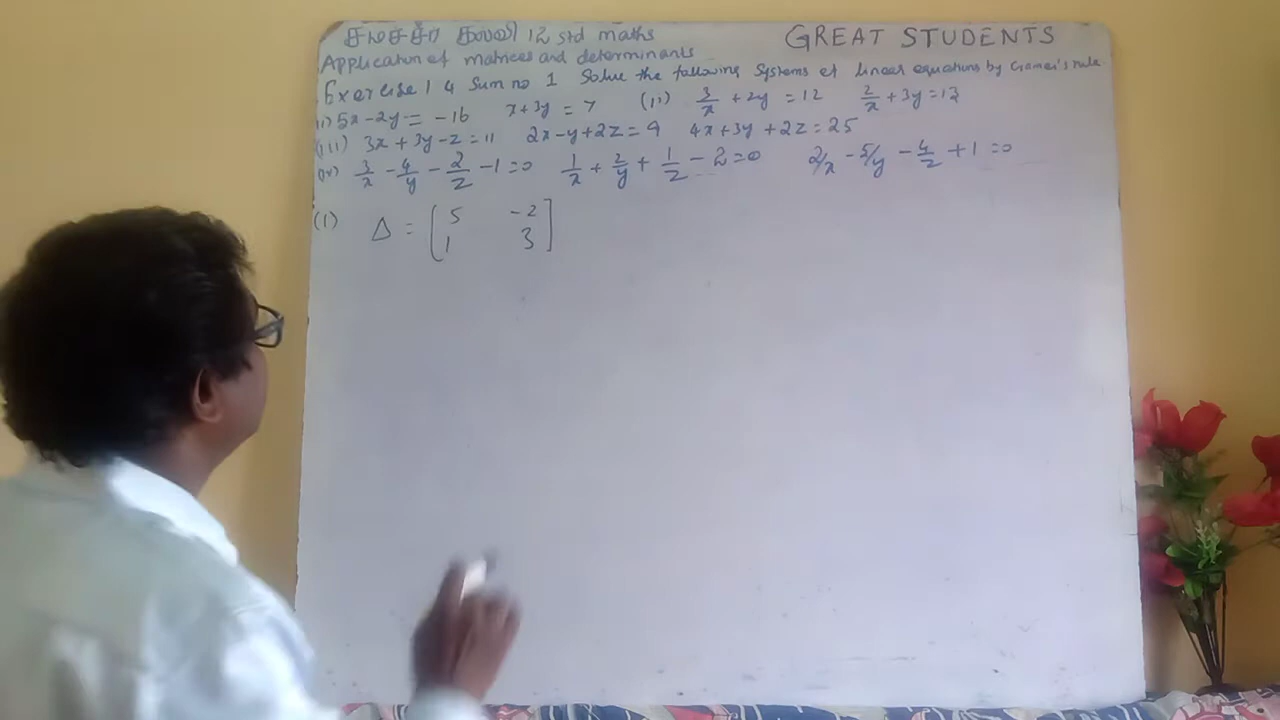 சமச்சீர் கல்வி 12 std maths GREAT STUDENTS
Application of matrices and determinants
Exercise 1 4 Sum no 1 Solve the following Systems of linear equations by Cramer's rule
(i) 5x-2y = -16 x+3y = 7 (ii) 3/x + 2y = 12 2/x + 3y = 13
(iii) 3x + 3y - z = 11 2x - y + 2z = 9 4x + 3y + 2z = 25
(iv) 3/x - 4/y - 2/z - 1 = 0 1/x + 2/y + 1/z - 2 = 0 2/x - 5/y - 4/z + 1 = 0
(1) Δ = [ 5 -2
1 3 ]